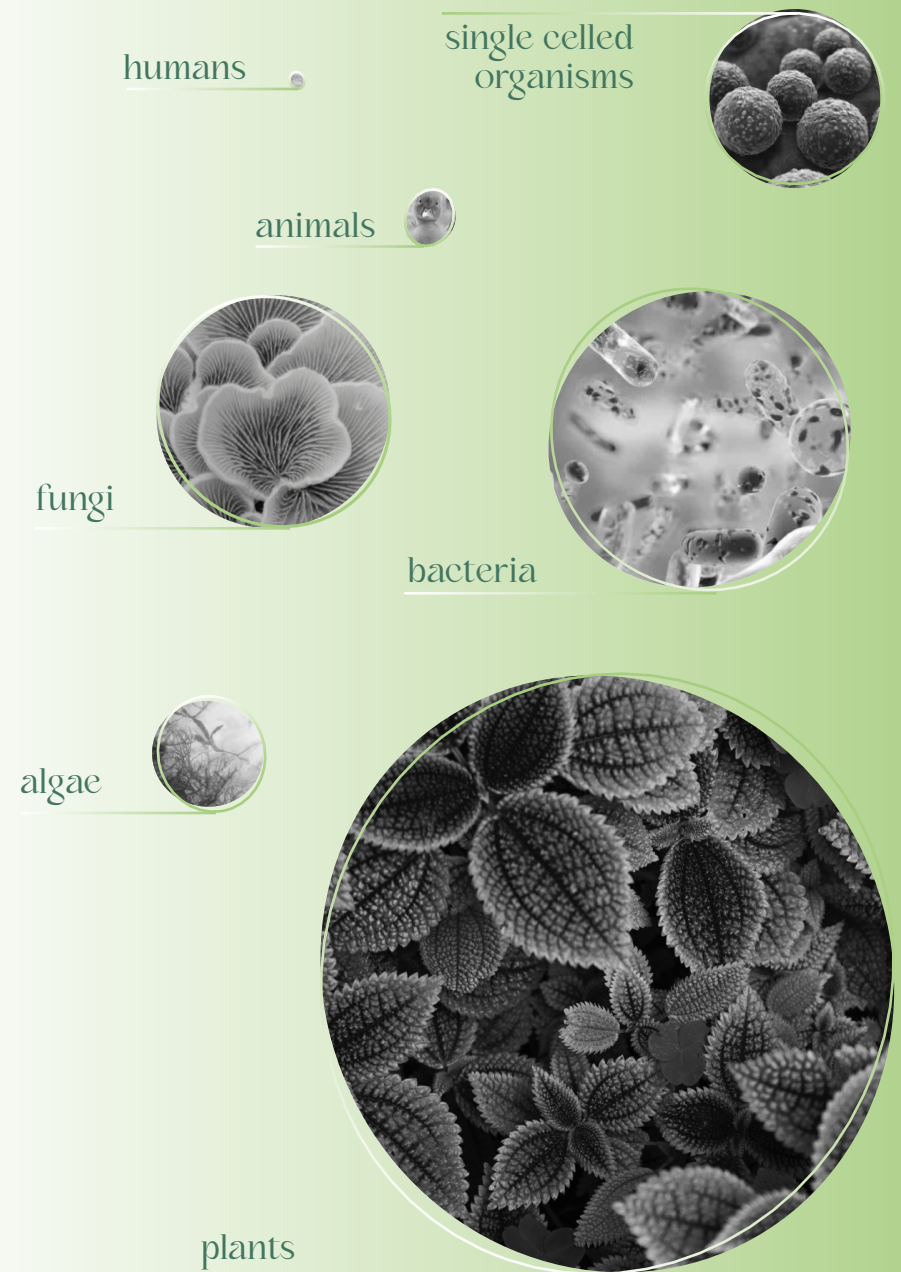 humans
single celled
organisms
animals
fungi
bacteria
algae
plants